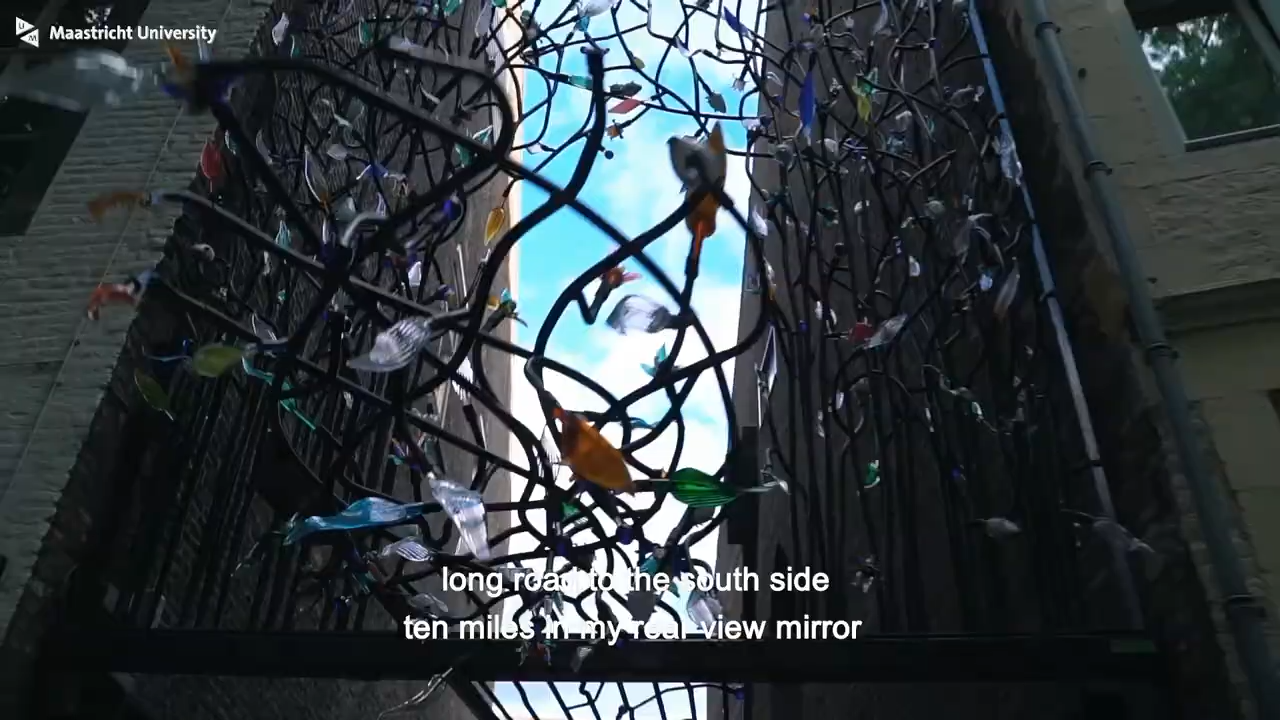 Maastricht University
long road to the south side
ten miles in my rear view mirror